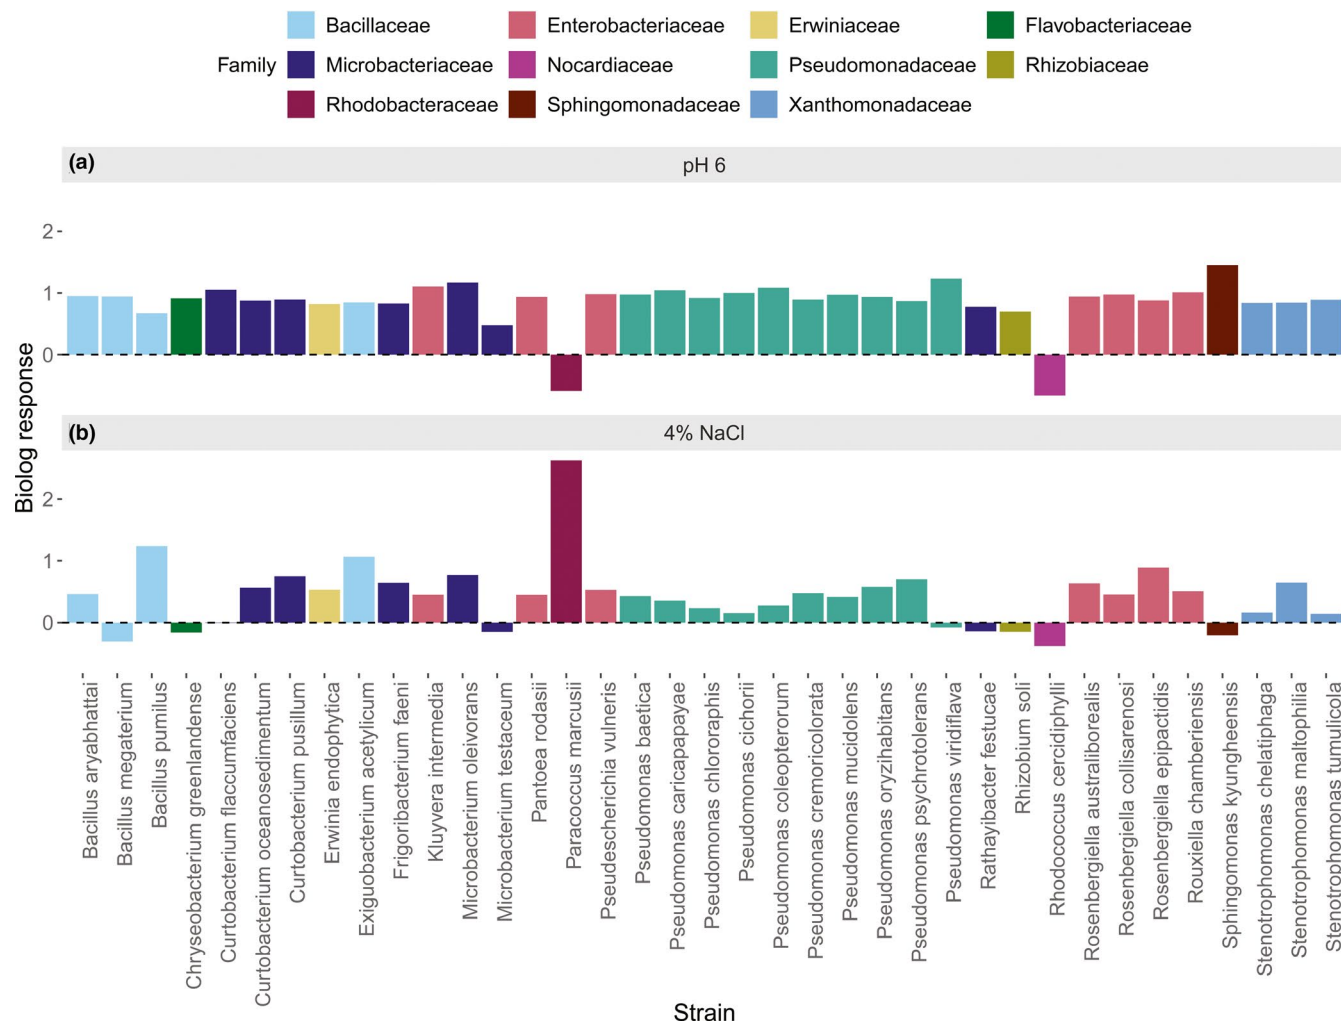 Family
Bacillaceae Enterobacteriaceae Erwiniaceae Flavobacteriaceae
Microbacteriaceae Nocardiaceae Pseudomonadaceae Rhizobiaceae
Rhodobacteraceae Sphingomonadaceae Xanthomonadaceae
(a) pH 6
2
1
0
Biolog response
(b) 4% NaCl
2
1
0
Bacillus aryabhattai
Bacillus megaterium
Bacillus pumilus
Chryseobacterium greenlandense
Curtobacterium flaccumfaciens
Curtobacterium oceanosedimentum
Curtobacterium pusillum
Erwinia endophytica
Exiguobacterium acetylicum
Frigoribacterium faeni
Kluyvera intermedia
Microbacterium oleivorans
Microbacterium testaceum
Pantoea rodasii
Paracoccus marcusii
Pseudescherichia vulneris
Pseudomonas baetica
Pseudomonas caricapapayae
Pseudomonas chlororaphis
Pseudomonas cichorii
Pseudomonas coleopterorum
Pseudomonas cremoricolorata
Pseudomonas mucidolens
Pseudomonas oryzihabitans
Pseudomonas psychrotolerans
Pseudomonas viridiflava
Rathayibacter festucae
Rhizobium soli
Rhodococcus cercidiphylli
Rosenbergiella australiborealis
Rosenbergiella collisarenosi
Rosenbergiella epipactidis
Rouxiella chamberiensis
Sphingomonas kyungheensis
Stenotrophomonas chelatiphaga
Stenotrophomonas maltophilia
Stenotrophomonas tumulicola
Strain